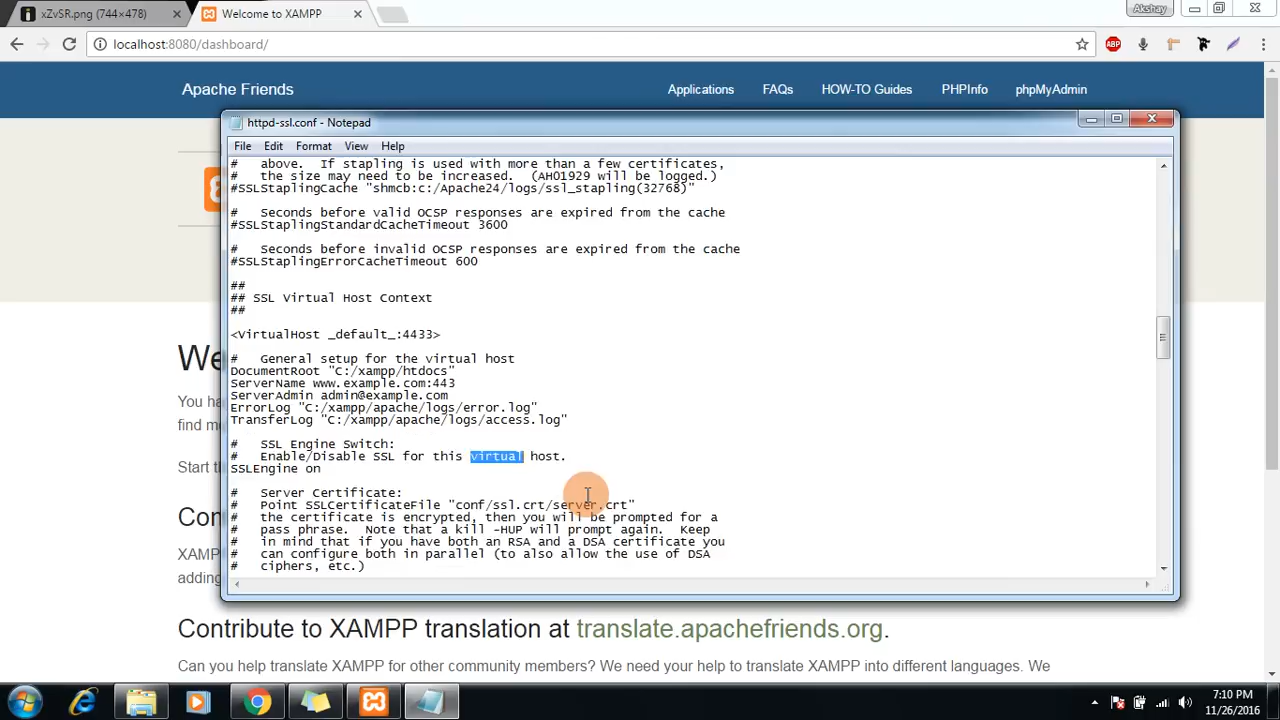 xZvSR.png (744×478)
Welcome to XAMPP
Akshay
localhost:8080/dashboard/
ABP
Apache Friends
Applications
FAQs
HOW-TO Guides
PHPInfo
phpMyAdmin
httpd-ssl.conf - Notepad
File Edit Format View Help
# above. If stapling is used with more than a few certificates,
# the size may need to be increased. (AH01929 will be logged.)
#SSLStaplingCache "shmcb:c:/Apache24/logs/ssl_stapling(32768)"
# Seconds before valid OCSP responses are expired from the cache
#SSLStaplingStandardCacheTimeout 3600
# Seconds before invalid OCSP responses are expired from the cache
#SSLStaplingErrorCacheTimeout 600
##
## SSL Virtual Host Context
##
<VirtualHost _default_:4433>
# General setup for the virtual host
DocumentRoot "C:/xampp/htdocs"
ServerName www.example.com:443
ServerAdmin admin@example.com
ErrorLog "C:/xampp/apache/logs/error.log"
TransferLog "C:/xampp/apache/logs/access.log"
# SSL Engine Switch:
# Enable/Disable SSL for this virtual host.
SSLEngine on
# Server Certificate:
# Point SSLCertificateFile "conf/ssl.crt/server.crt"
# the certificate is encrypted, then you will be prompted for a
# pass phrase. Note that a kill -HUP will prompt again. Keep
# in mind that if you have both an RSA and a DSA certificate you
# can configure both in parallel (to also allow the use of DSA
# ciphers, etc.)
We
You ha
find m
Start t
Con
XAMP
adding
Contribute to XAMPP translation at translate.apachefriends.org.
Can you help translate XAMPP for other community members? We need your help to translate XAMPP into different languages. We
7:10 PM
11/26/2016